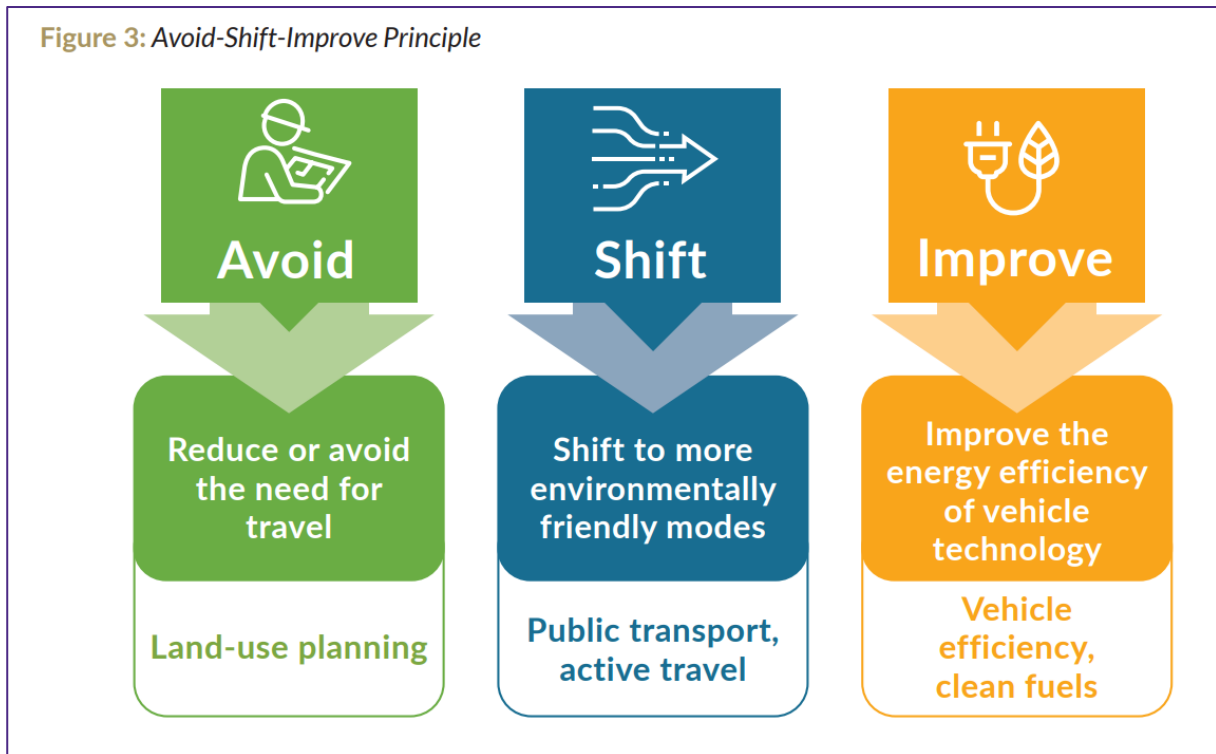 Figure 3: Avoid-Shift-Improve Principle
Avoid
Shift
Improve
Reduce or avoid
the need for
travel
Shift to more
environmentally
friendly modes
Improve the
energy efficiency
of vehicle
technology
Land-use planning
Public transport,
active travel
Vehicle
efficiency,
clean fuels